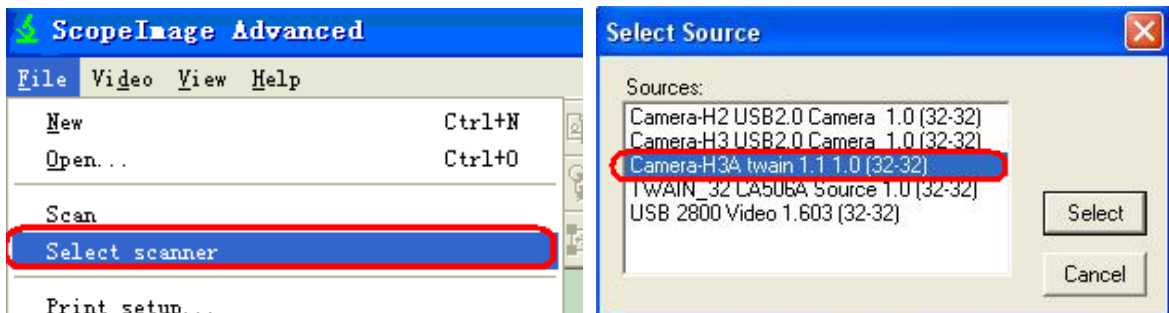 ScopeImage Advanced
File Video View Help
New Ctrl+N
Open... Ctrl+O
Scan
Select scanner
Print setup...
Select Source
Sources:
Camera-H2 USB2.0 Camera 1.0 (32-32)
Camera-H3 USB2.0 Camera 1.0 (32-32)
Camera-H3A twain 1.1 1.0 (32-32)
TWAIN_32 CA506A Source 1.0 (32-32)
USB 2800 Video 1.603 (32-32)
Select
Cancel